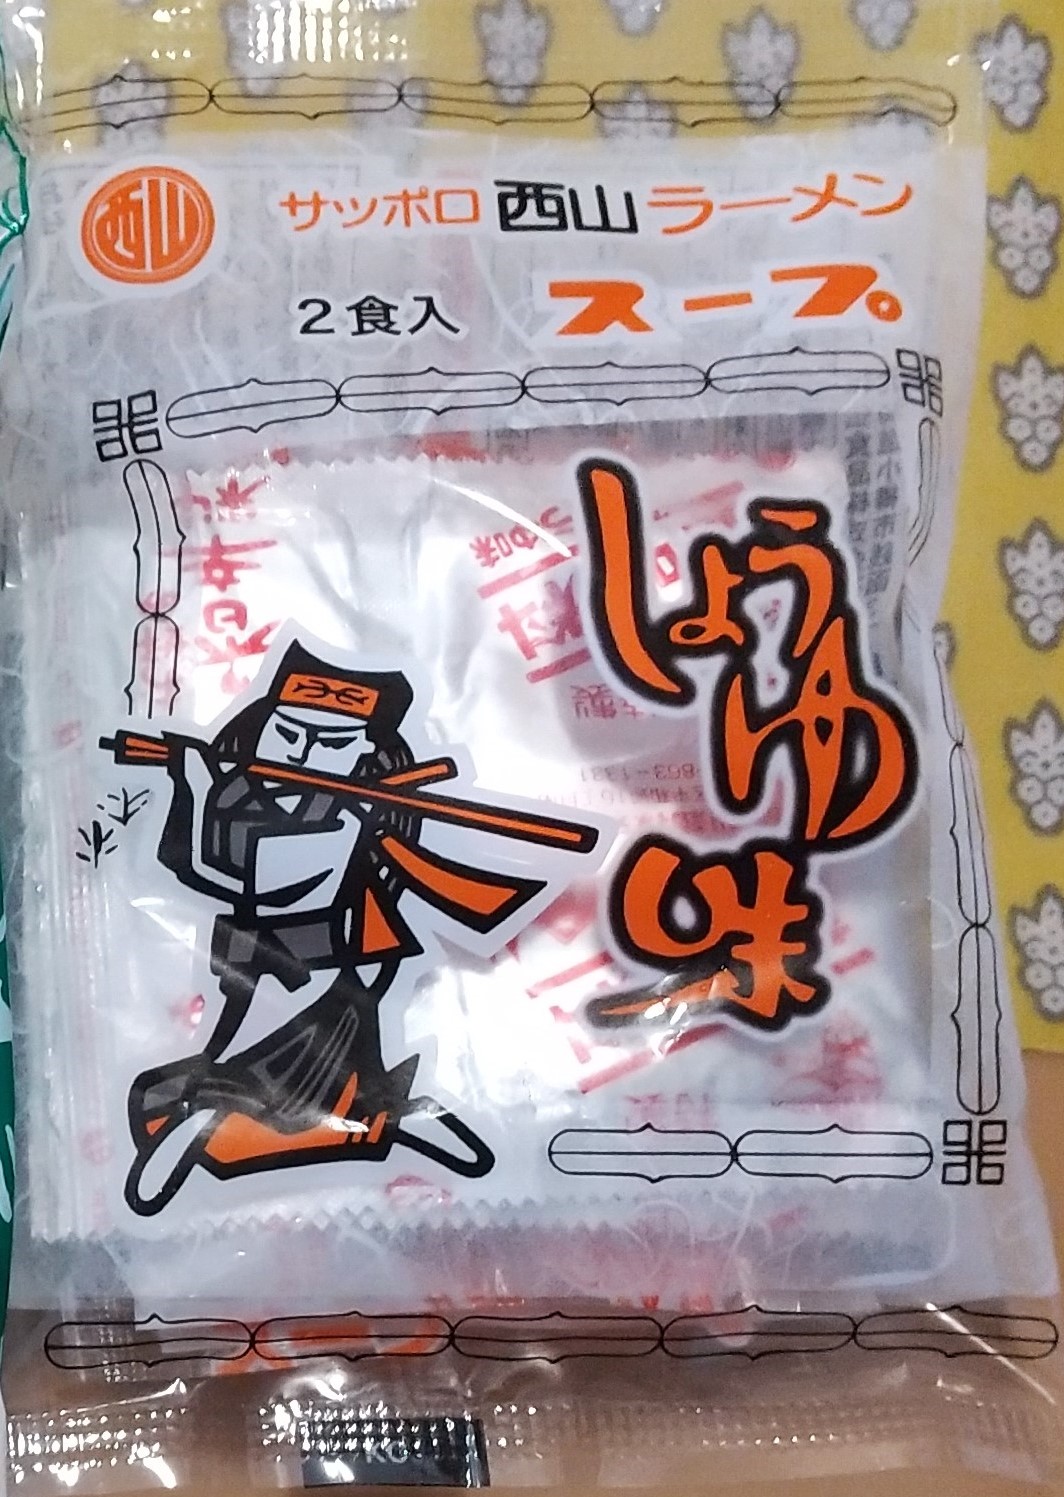 西山
サッポロ 西山 ラーメン
2食入 スープ
しょうゆ
味